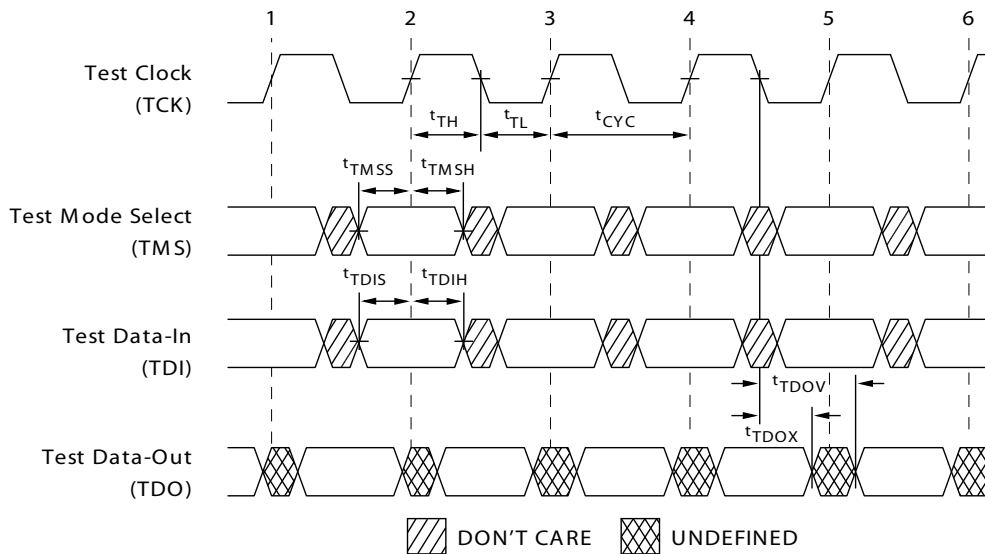 1 2 3 4 5 6
Test Clock
(TCK)
tTH tTL tCYC
tTMSS tTMSH
Test Mode Select
(TMS)
tTDIS tTDIH
Test Data-In
(TDI)
tTDOV
tTDOX
Test Data-Out
(TDO)
DON'T CARE UNDEFINED